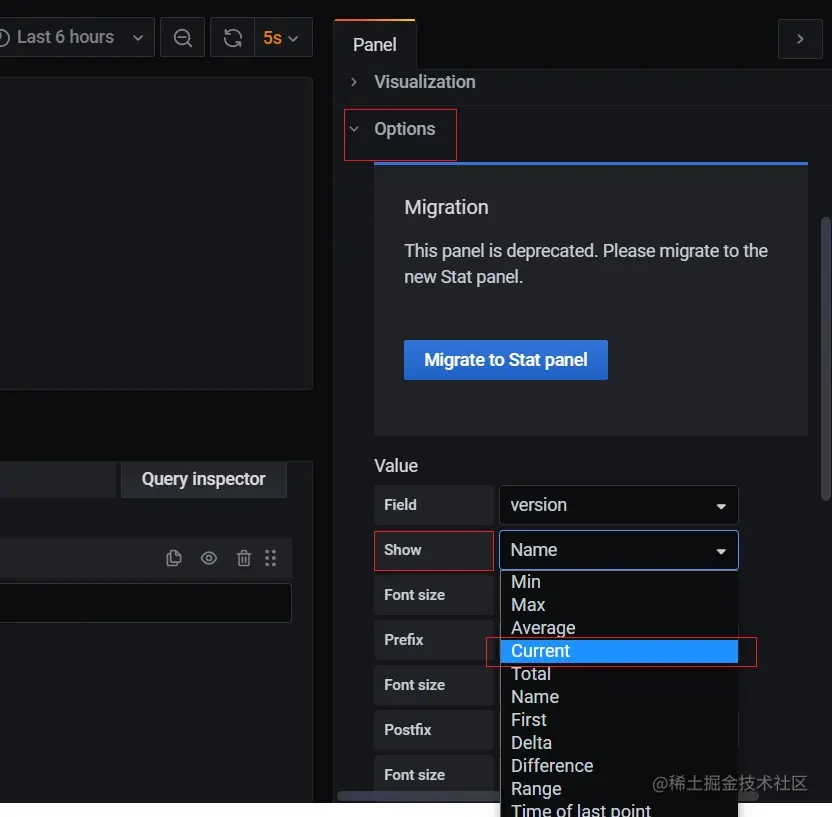 Last 6 hours
5s
Panel
Visualization
Options
Migration
This panel is deprecated. Please migrate to the
new Stat panel.
Migrate to Stat panel
Query inspector
Value
Field
version
Show
Name
Font size
Prefix
Font size
Postfix
Font size
Min
Max
Average
Current
Total
Name
First
Delta
Difference
Range
Time of last point
@稀土掘金技术社区